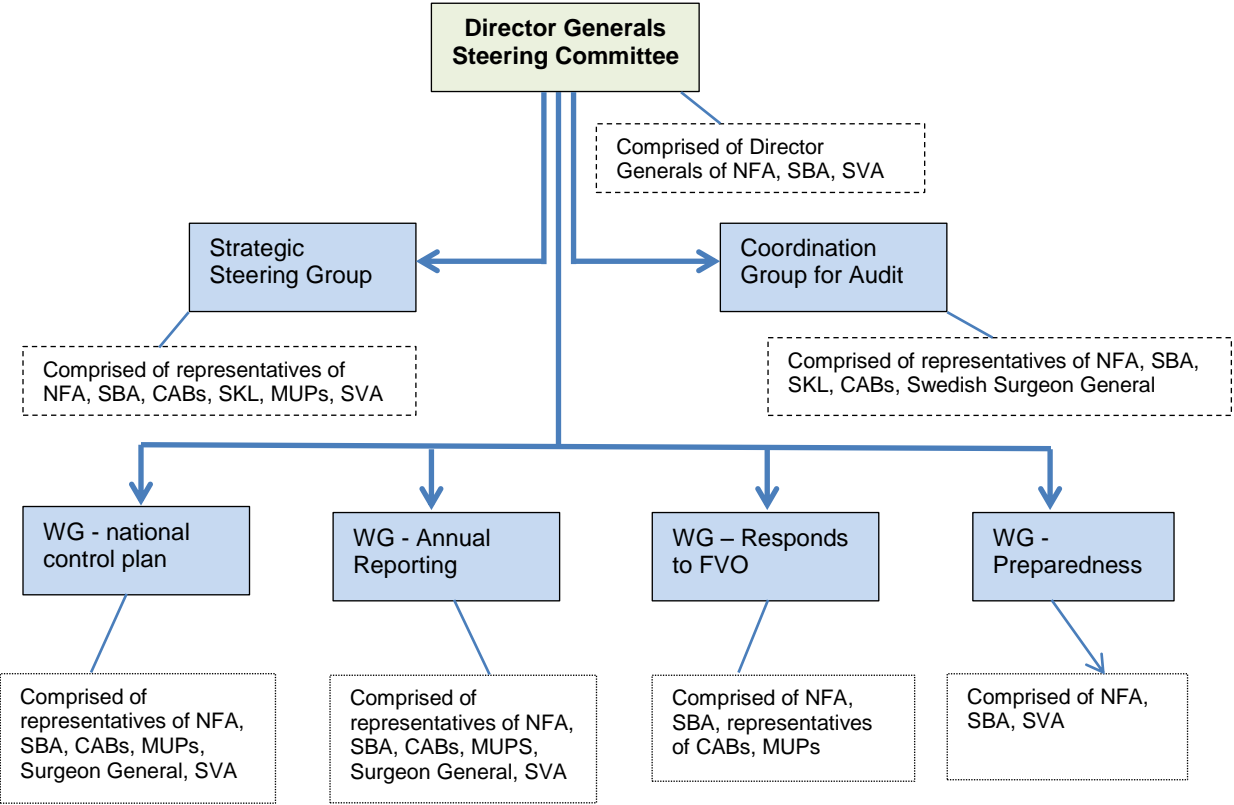 Director Generals
Steering Committee
Comprised of Director
Generals of NFA, SBA, SVA
Strategic
Steering Group
Coordination
Group for Audit
Comprised of representatives of
NFA, SBA, CABs, SKL, MUPs, SVA
Comprised of representatives of NFA, SBA,
SKL, CABs, Swedish Surgeon General
WG - national
control plan
WG - Annual
Reporting
WG – Responds
to FVO
WG -
Preparedness
Comprised of
representatives of NFA,
SBA, CABs, MUPs,
Surgeon General, SVA
Comprised of
representatives of NFA,
SBA, CABs, MUPS,
Surgeon General, SVA
Comprised of NFA,
SBA, representatives
of CABs, MUPs
Comprised of NFA,
SBA, SVA